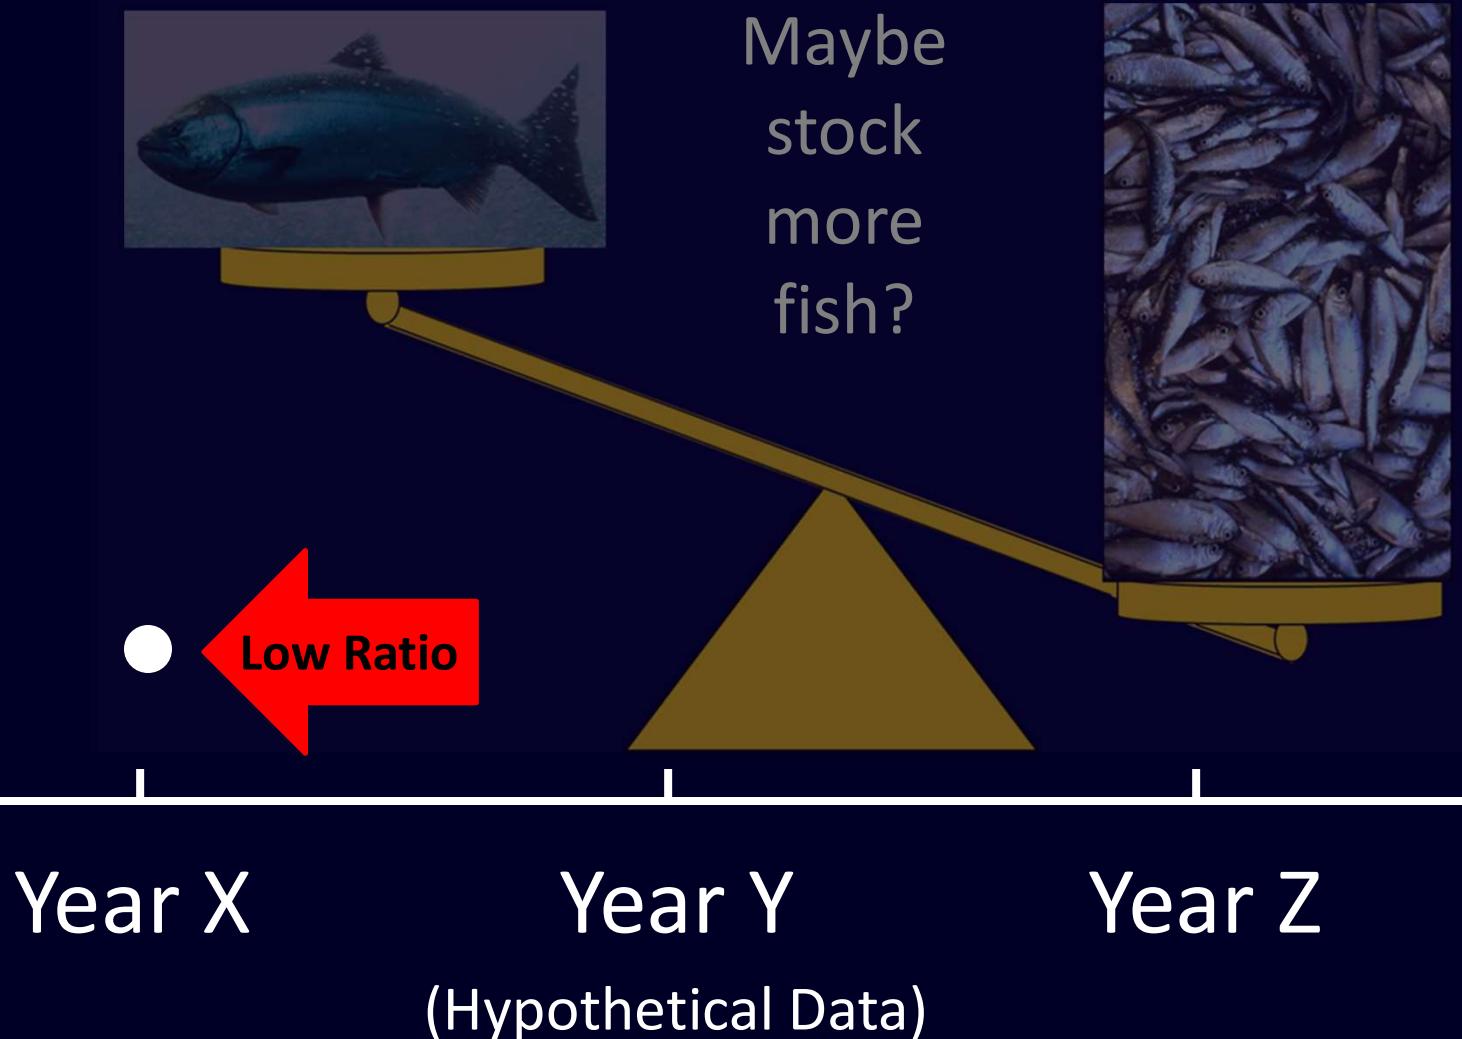 Maybe
stock
more
fish?
Low Ratio
Year X
Year Y
Year Z
(Hypothetical Data)